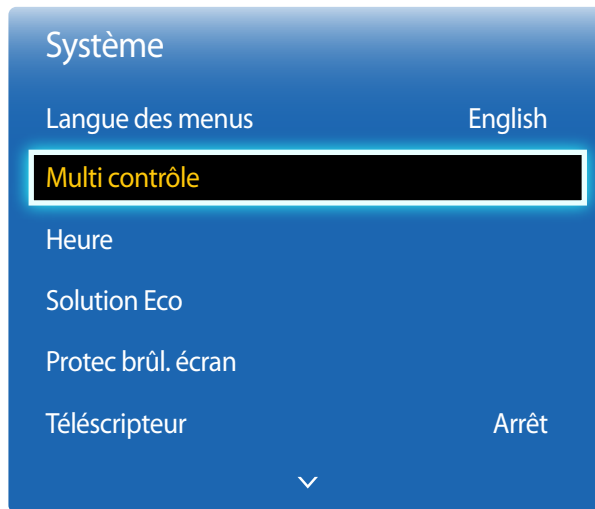 Système
Langue des menus English
Multi contrôle
Heure
Solution Eco
Protec brûl. écran
Téléscripteur Arrêt